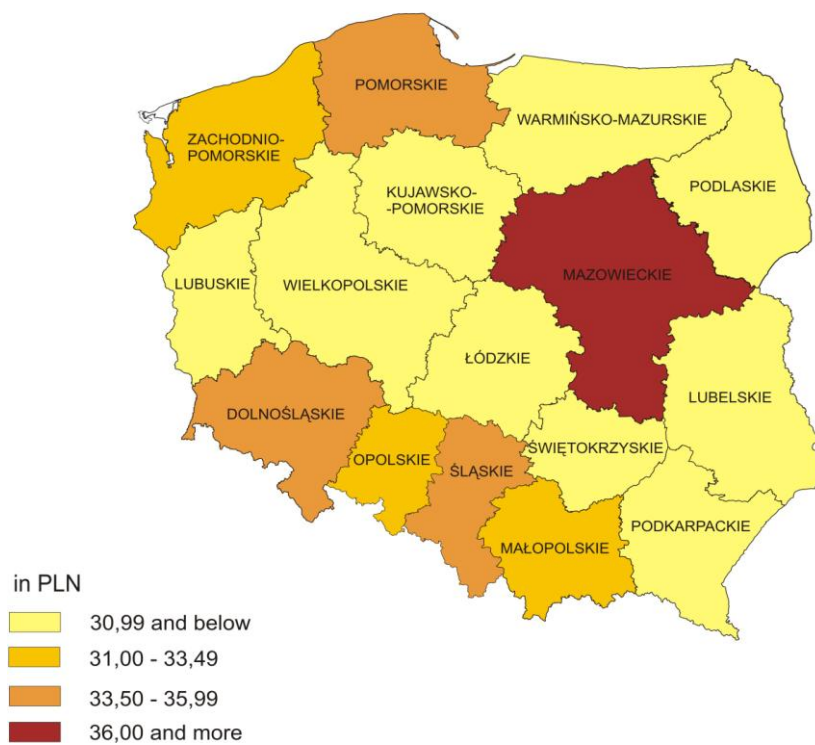 POMORSKIE
WARMIŃSKO-MAZURSKIE
ZACHODNIO-
POMORSKIE
KUJAWSKO-
-POMORSKIE
PODLASKIE
MAZOWIECKIE
LUBUSKIE
WIELKOPOLSKIE
ŁÓDZKIE
LUBELSKIE
DOLNOŚLĄSKIE
ŚWIĘTOKRZYSKIE
OPOLSKIE
ŚLĄSKIE
PODKARPACKIE
MAŁOPOLSKIE
in PLN
30,99 and below
31,00 - 33,49
33,50 - 35,99
36,00 and more